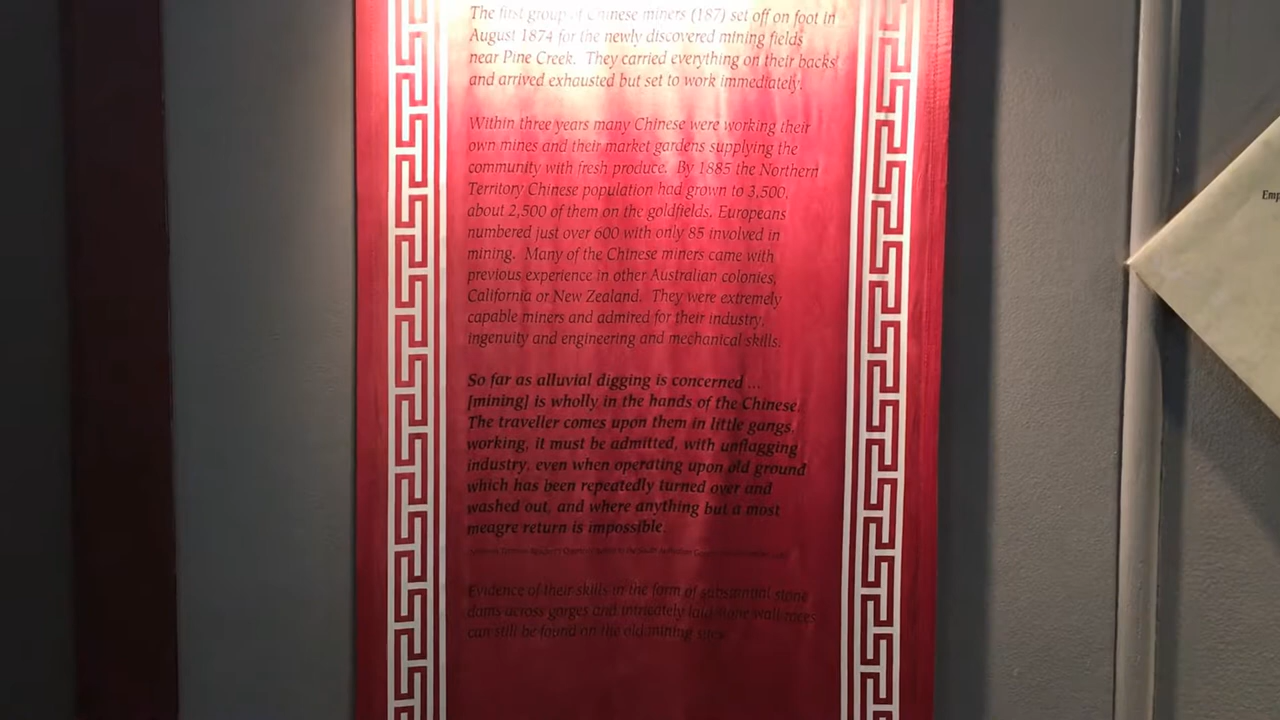 The first group of Chinese miners (187) set off on foot in
August 1874 for the newly discovered mining fields
near Pine Creek. They carried everything on their backs
and arrived exhausted but set to work immediately.
Within three years many Chinese were working their
own mines and their market gardens supplying the
community with fresh produce. By 1885 the Northern
Territory Chinese population had grown to 3,500,
about 2,500 of them on the goldfields. Europeans
numbered just over 600 with only 85 involved in
mining. Many of the Chinese miners came with
previous experience in other Australian colonies,
California or New Zealand. They were extremely
capable miners and admired for their industry,
ingenuity and engineering and mechanical skills.
So far as alluvial digging is concerned ...
[mining] is wholly in the hands of the Chinese.
The traveller comes upon them in little gangs,
working, it must be admitted, with unflagging
industry, even when operating upon old ground
which has been repeatedly turned over and
washed out, and where anything but a most
meagre return is impossible.
Evidence of their skills in the form of substantial stone
dams across gorges and intricately laid stone wall races
can still be found on the old mining sites.